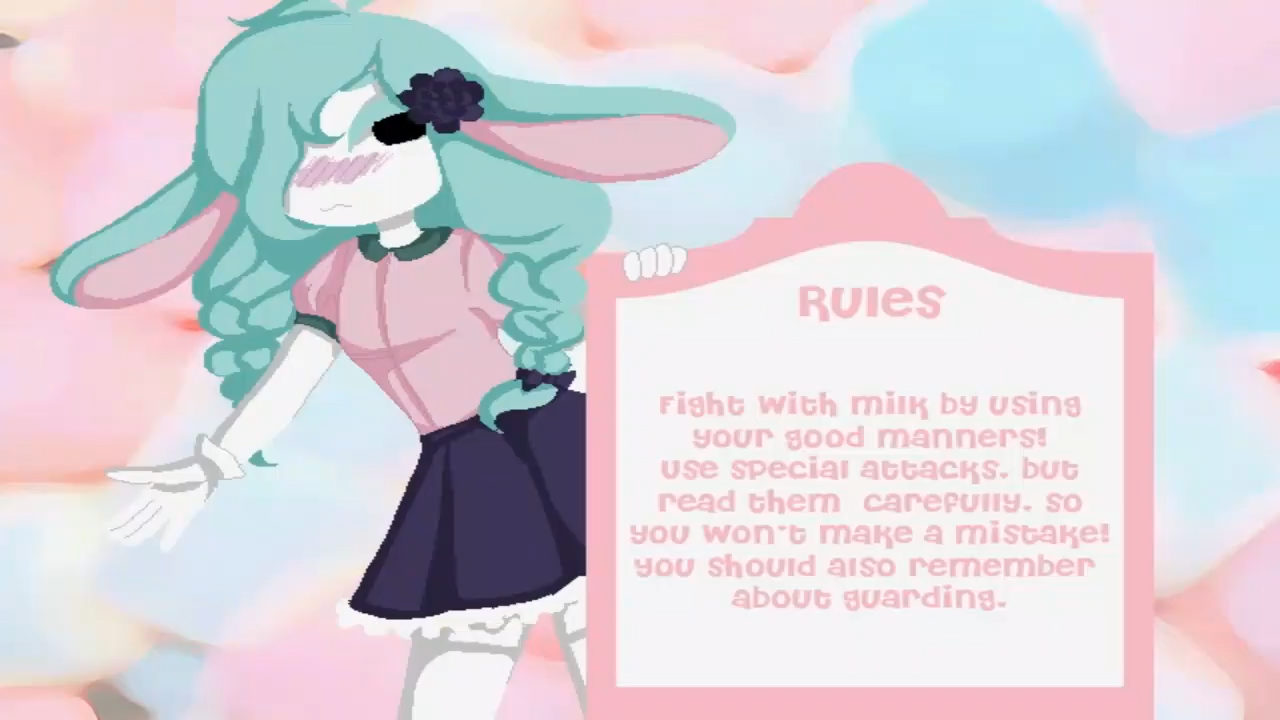 RULES
Fight with milk by using
your good manners!
Use special attacks. But
read them carefully. So
you won't make a mistake!
You should also remember
about guarding.